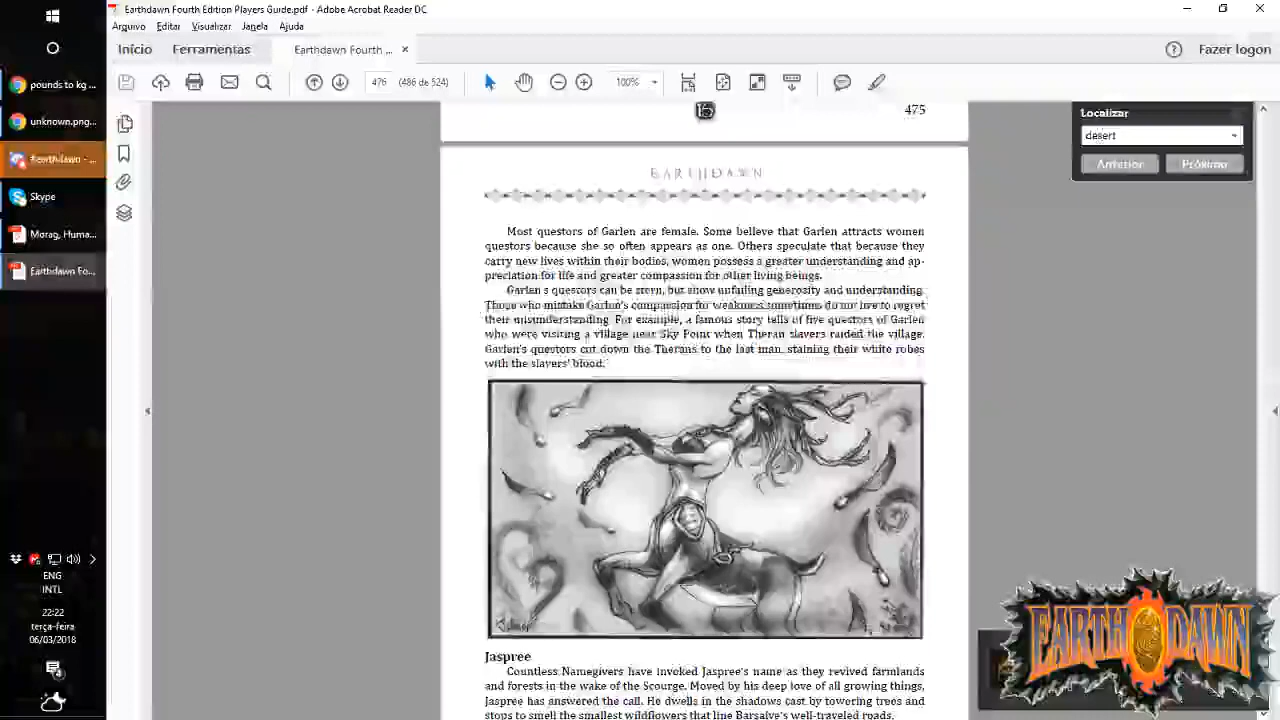 Earthdawn Fourth Edition Players Guide.pdf - Adobe Acrobat Reader DC
Arquivo Editar Visualizar Janela Ajuda
Início Ferramentas Earthdawn Fourth ... ×
Fazer logon
476 (486 de 524) 100%
pounds to kg ...
unknown.png...
#earthdawn - ...
Skype
Morag, Huma...
Earthdawn Fo...
ENG
INTL
22:22
terça-feira
06/03/2018
Localizar
desert
Anterior Próximo
15 475
EARTHDAWN
Most questors of Garlen are female. Some believe that Garlen attracts women
questors because she so often appears as one. Others speculate that because they
carry new lives within their bodies, women possess a greater understanding and ap-
preciation for life and greater compassion for other living beings.
Garlen's questors can be stern, but show unfailing generosity and understanding.
Those who mistake Garlen's compassion for weakness sometimes do not live to regret
their misunderstanding. For example, a famous story tells of five questors of Garlen
who were visiting a village near Sky Point when Theran slavers raided the village.
Garlen's questors cut down the Therans to the last man, staining their white robes
with the slavers' blood.
Jaspree
Countless Namegivers have invoked Jaspree's name as they revived farmlands
and forests in the wake of the Scourge. Moved by his deep love of all growing things,
Jaspree has answered the call. He dwells in the shadows cast by towering trees and
stops to smell the smallest wildflowers that line Barsaive's well-traveled roads.
EARTHDAWN